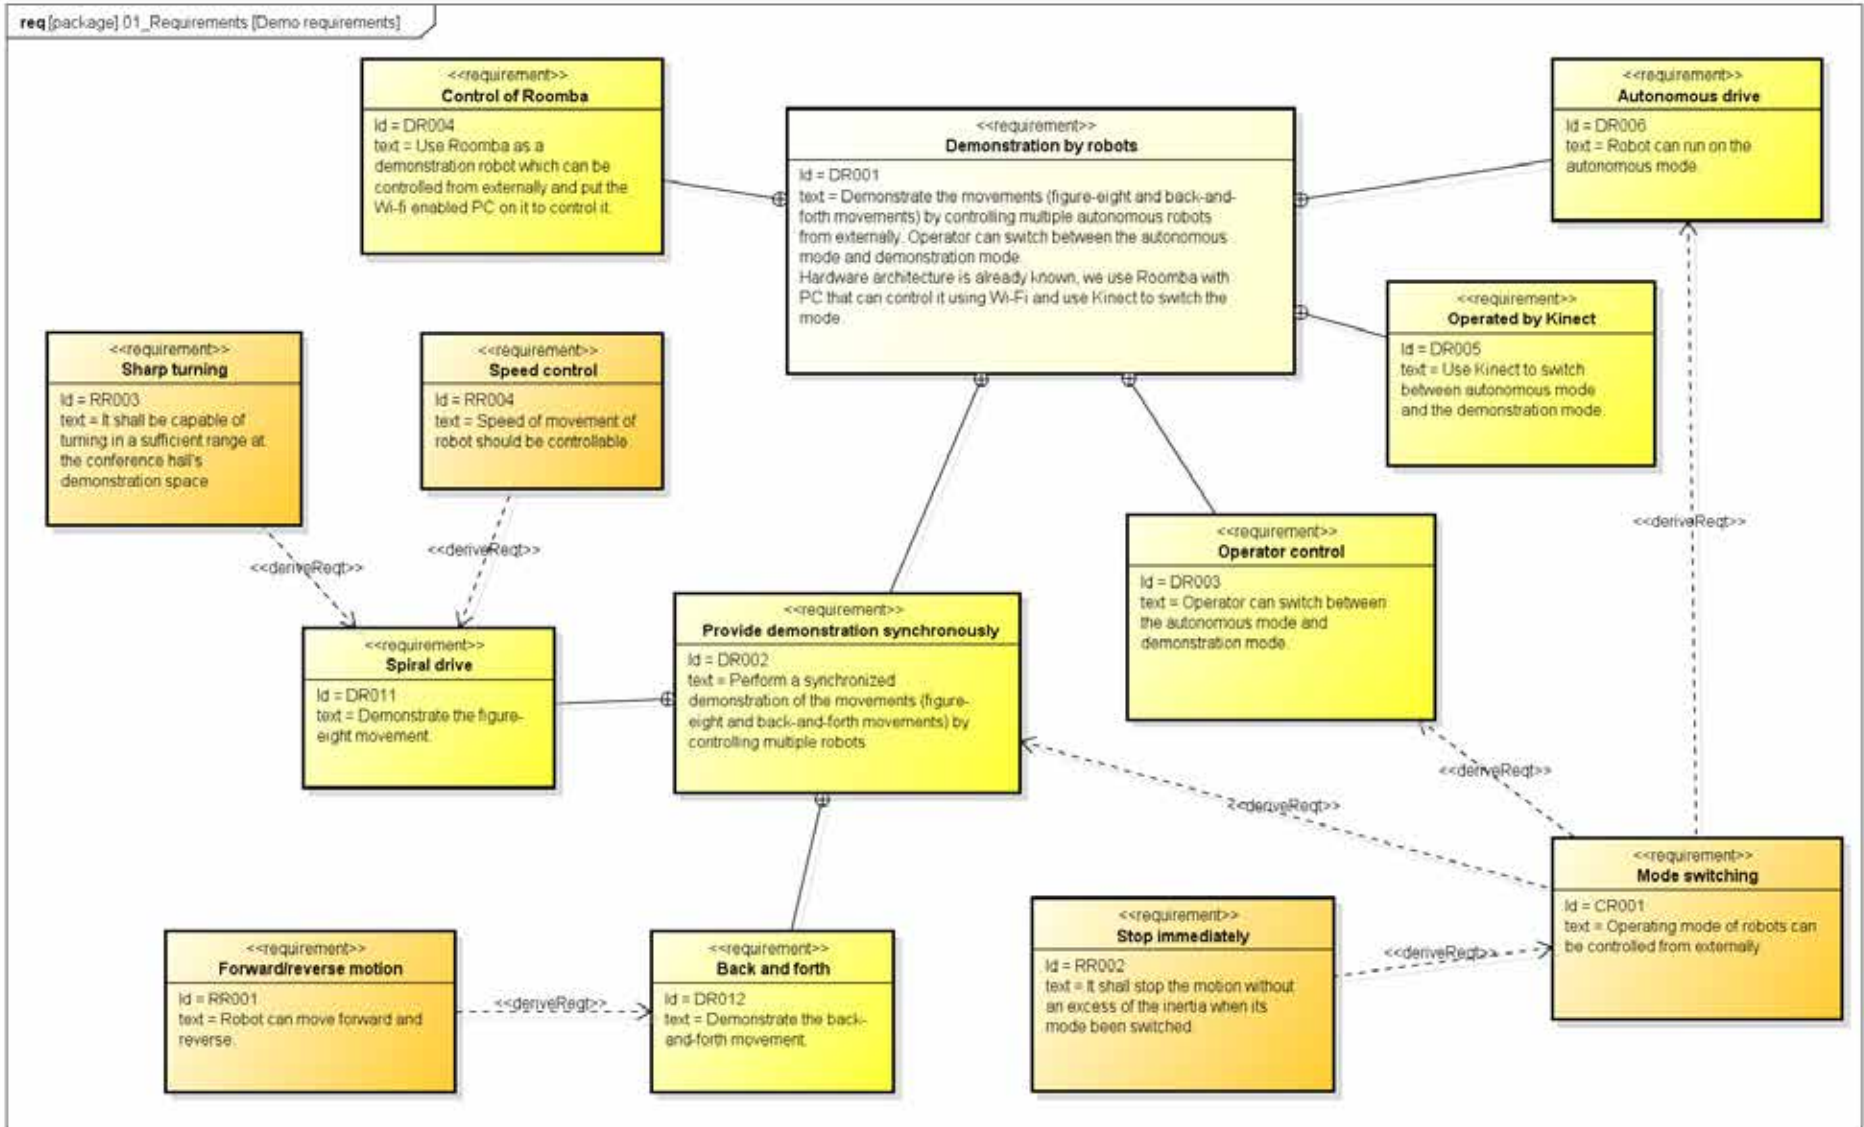 req [package] 01_Requirements [Demo requirements]
<<requirement>>
Control of Roomba
Id = DR004
text = Use Roomba as a
demonstration robot which can be
controlled from externally and put the
Wi-fi enabled PC on it to control it.
<<requirement>>
Demonstration by robots
Id = DR001
text = Demonstrate the movements (figure-eight and back-and-
forth movements) by controlling multiple autonomous robots
from externally. Operator can switch between the autonomous
mode and demonstration mode.
Hardware architecture is already known, we use Roomba with
PC that can control it using Wi-Fi and use Kinect to switch the
mode.
<<requirement>>
Autonomous drive
Id = DR006
text = Robot can run on the
autonomous mode.
<<requirement>>
Operated by Kinect
Id = DR005
text = Use Kinect to switch
between autonomous mode
and the demonstration mode.
<<requirement>>
Sharp turning
Id = RR003
text = It shall be capable of
turning in a sufficient range at
the conference hall's
demonstration space
<<requirement>>
Speed control
Id = RR004
text = Speed of movement of
robot should be controllable
<<deriveReqt>>
<<deriveReqt>>
<<deriveReqt>>
<<requirement>>
Operator control
Id = DR003
text = Operator can switch between
the autonomous mode and
demonstration mode.
<<requirement>>
Spiral drive
Id = DR011
text = Demonstrate the figure-
eight movement.
<<requirement>>
Provide demonstration synchronously
Id = DR002
text = Perform a synchronized
demonstration of the movements (figure-
eight and back-and-forth movements) by
controlling multiple robots
<<deriveReqt>>
<<deriveReqt>>
<<requirement>>
Mode switching
Id = CR001
text = Operating mode of robots can
be controlled from externally
<<requirement>>
Forward/reverse motion
Id = RR001
text = Robot can move forward and
reverse.
<<deriveReqt>>
<<requirement>>
Back and forth
Id = DR012
text = Demonstrate the back-
and-forth movement.
<<requirement>>
Stop immediately
Id = RR002
text = It shall stop the motion without
an excess of the inertia when its
mode been switched.
<<deriveReqt>>